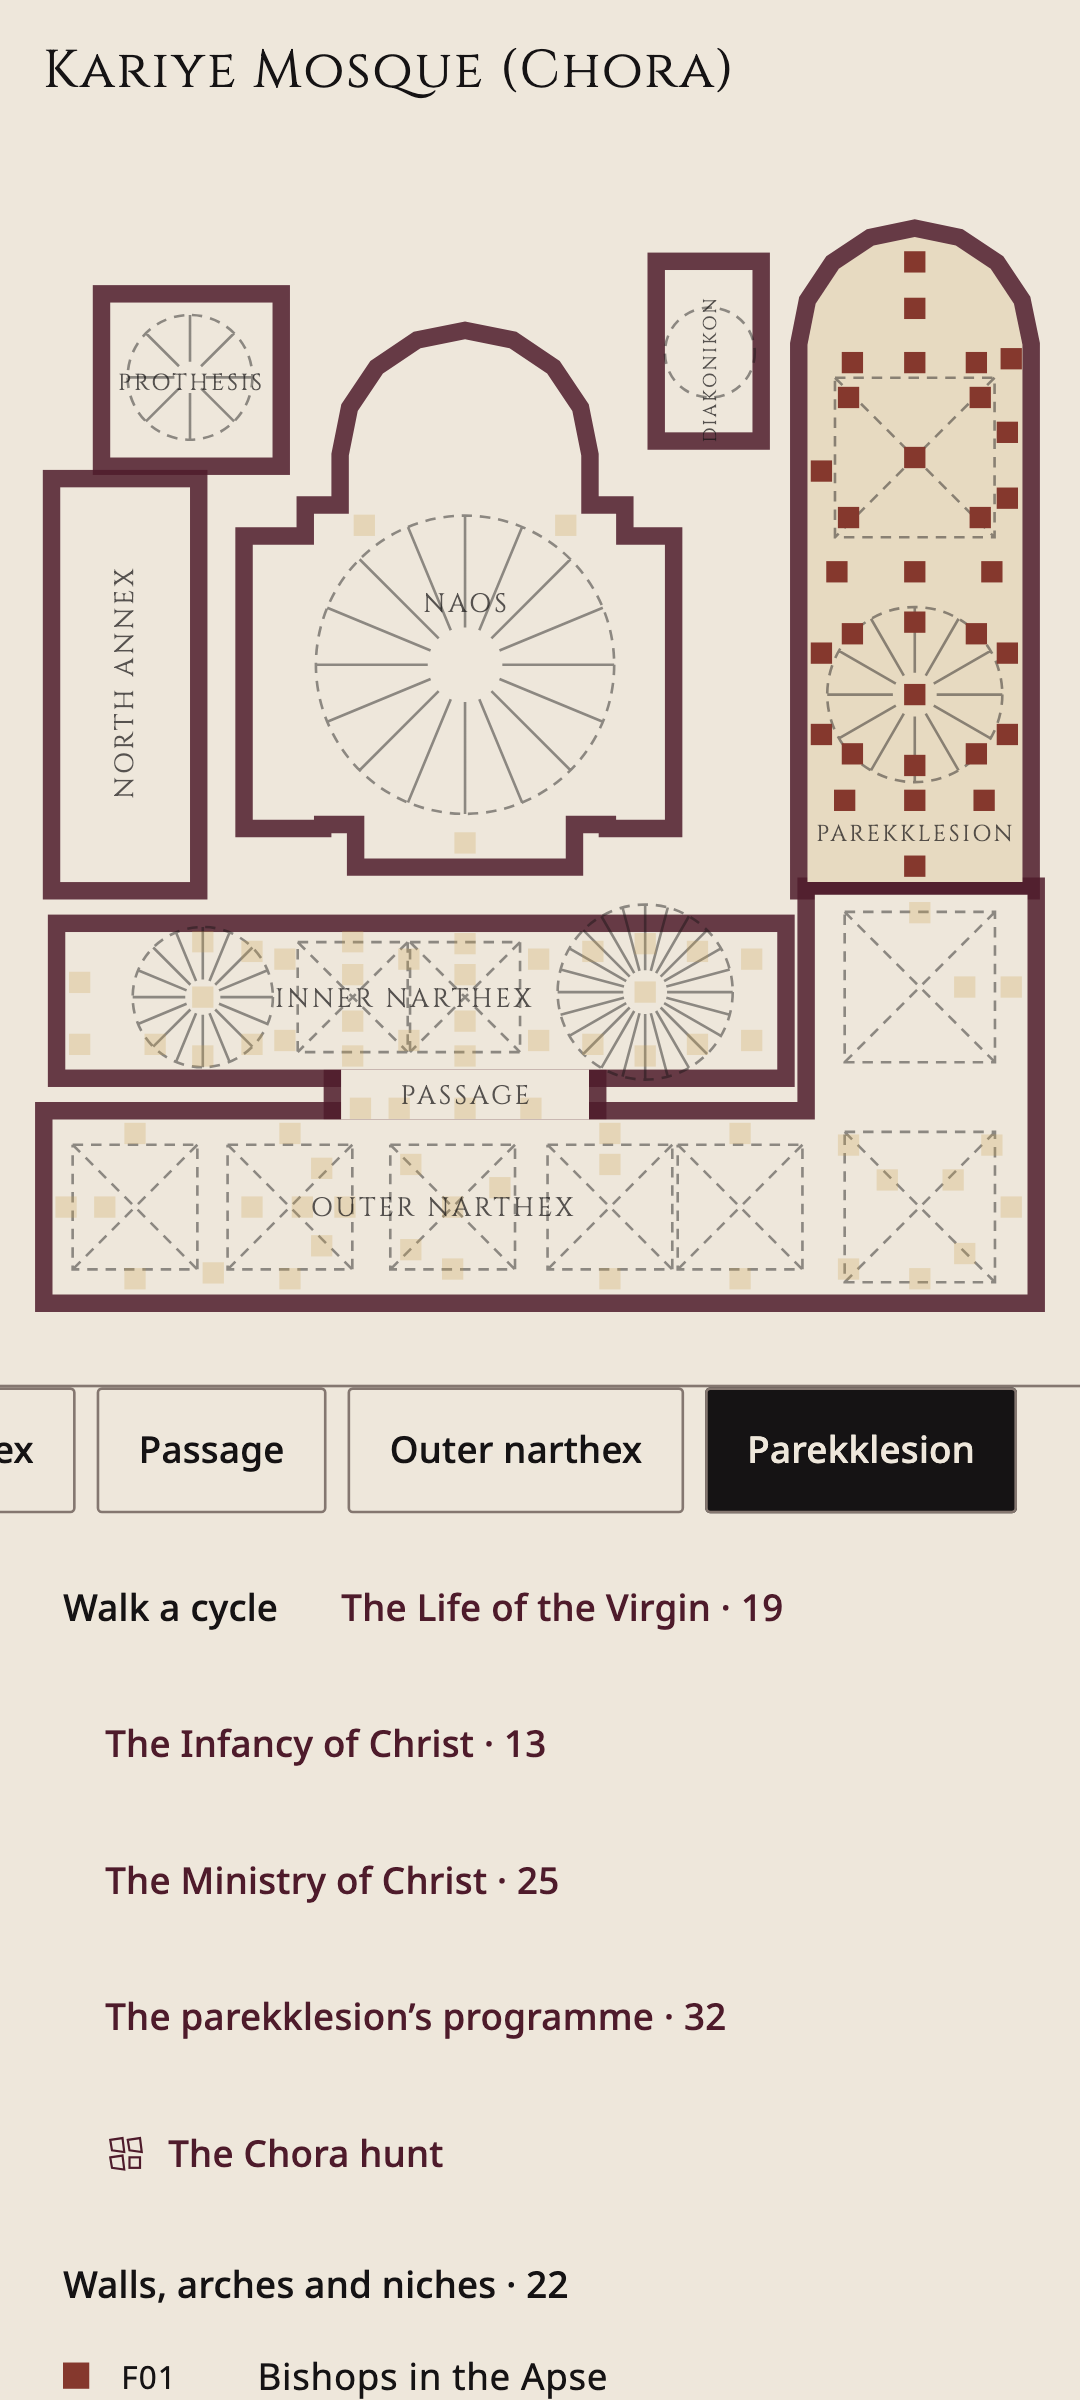 Kariye Mosque (Chora)
PROTHESIS
DIAKONIKON
NAOS
NORTH ANNEX
PAREKKLESION
INNER NARTHEX
PASSAGE
OUTER NARTHEX
ex
Passage
Outer narthex
Parekklesion
Walk a cycle
The Life of the Virgin · 19
The Infancy of Christ · 13
The Ministry of Christ · 25
The parekklesion’s programme · 32
The Chora hunt
Walls, arches and niches · 22
F01 Bishops in the Apse